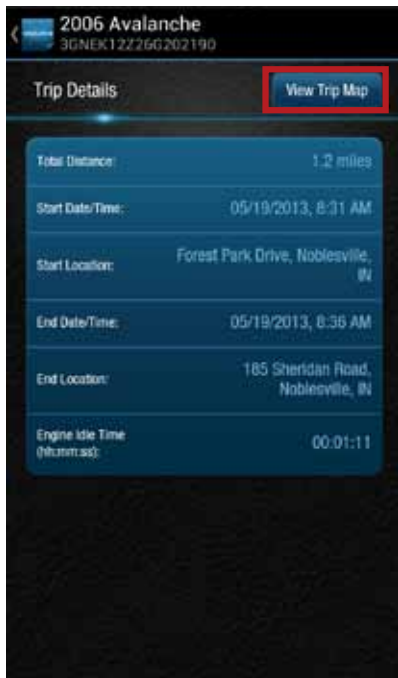 2006 Avalanche
3GNEK12Z26G202190
Trip Details
View Trip Map
Total Distance:
1.2 miles
Start Date/Time:
05/19/2013, 8:31 AM
Start Location:
Forest Park Drive, Noblesville,
IN
End Date/Time:
05/19/2013, 8:36 AM
End Location:
185 Sheridan Road,
Noblesville, IN
Engine Idle Time
(hh:mm:ss):
00:01:11